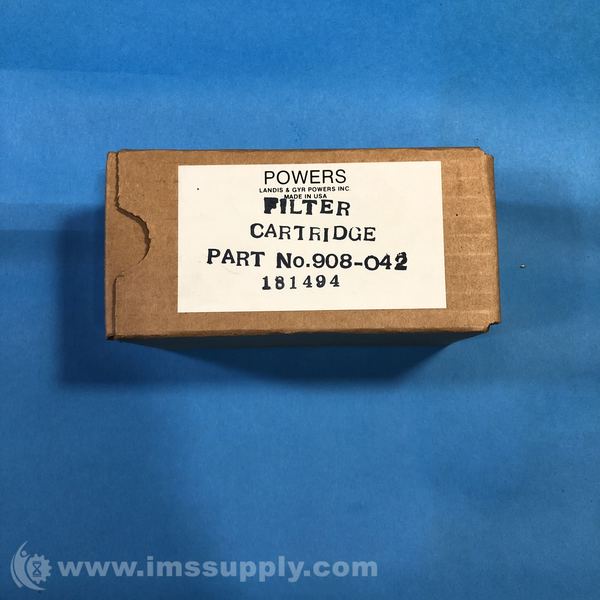 POWERS
LANDIS & GYR POWERS INC.
MADE IN USA
FILTER
CARTRIDGE
PART No.908-042
181494
www.imssupply.com